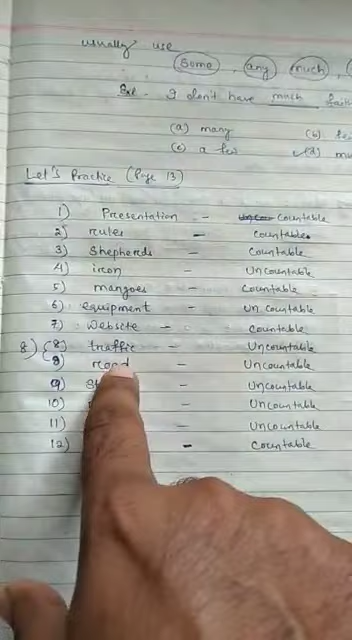 usually use some, any, much,
Ex. I don't have much
(a) many (b)
(c) a few (d)
Let's Practice (Page 13)
1) Presentation - Countable
2) rules - Countable.
3) Shepherds - Countable
4) iron - Uncountable
5) mangoes - Countable
6) equipment - Un countable
7) Website - Countable
8) (8) traffic - Uncountable
9) road - Uncountable
9) - Uncountable
10) - Uncountable
11) - Uncountable
12) - Countable